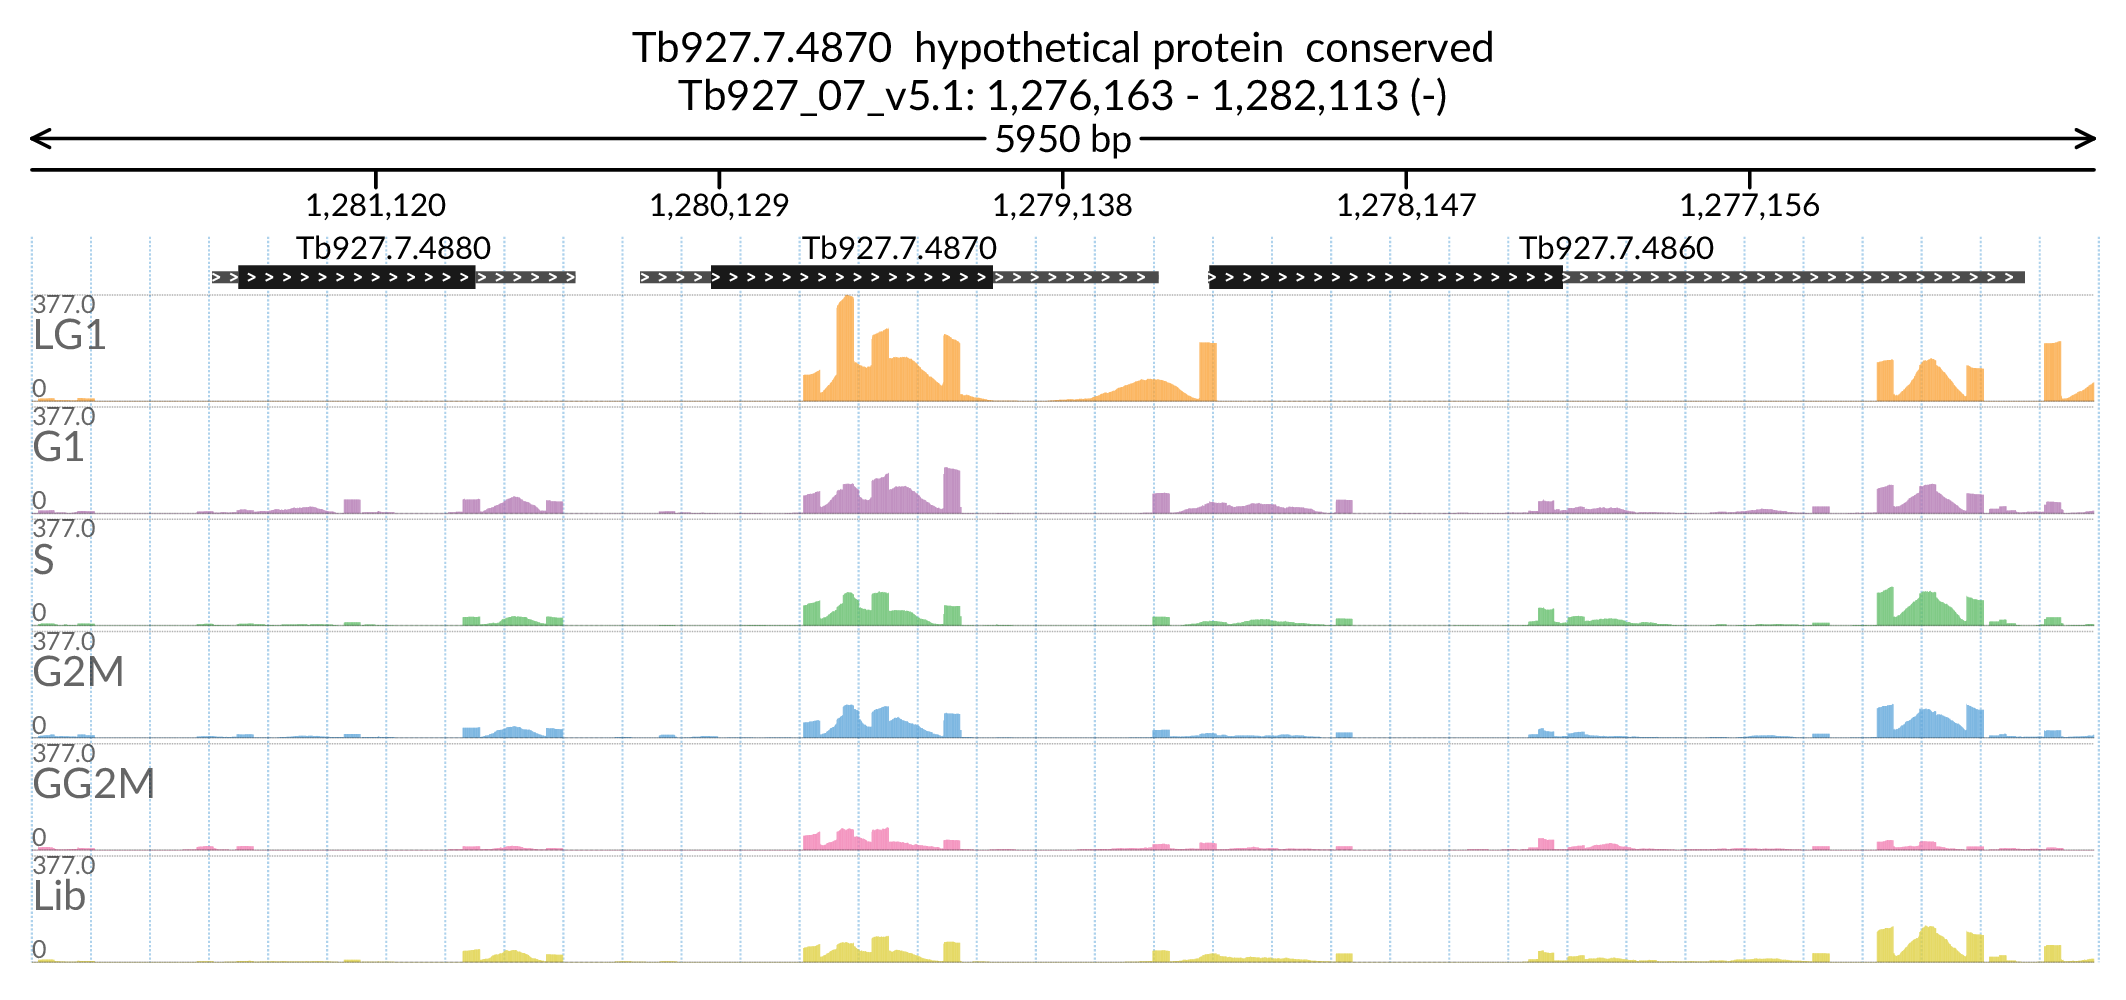 Tb927.7.4870  hypothetical protein  conserved
Tb927_07_v5.1: 1,276,163 - 1,282,113 (-)
5950 bp
1,281,120 1,280,129 1,279,138 1,278,147 1,277,156
Tb927.7.4880 Tb927.7.4870 Tb927.7.4860
377.0
LG1
0
377.0
G1
0
377.0
S
0
377.0
G2M
0
377.0
GG2M
0
377.0
Lib
0